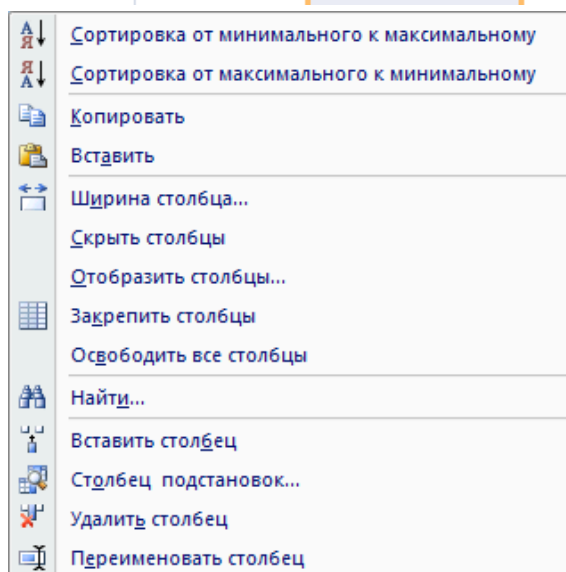 Сортировка от минимального к максимальному
Сортировка от максимального к минимальному
Копировать
Вставить
Ширина столбца...
Скрыть столбцы
Отобразить столбцы...
Закрепить столбцы
Освободить все столбцы
Найти...
Вставить столбец
Столбец подстановок...
Удалить столбец
Переименовать столбец